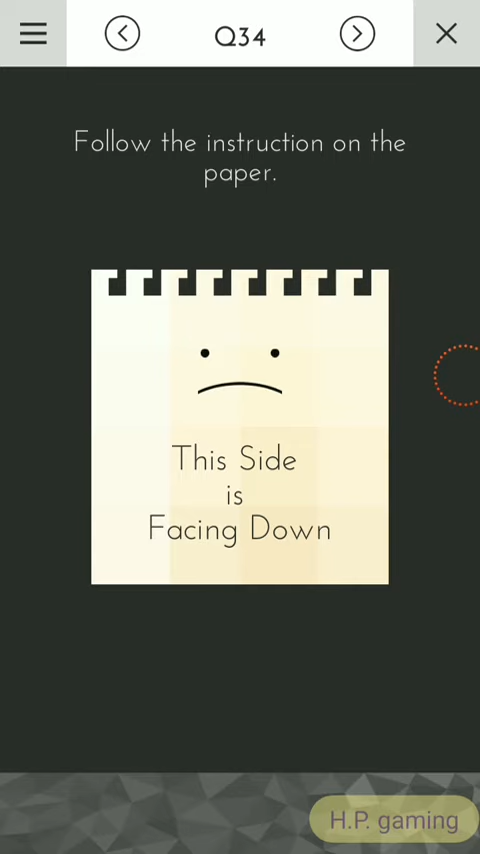 Q34
Follow the instruction on the
paper.
This Side
is
Facing Down
H.P. gaming